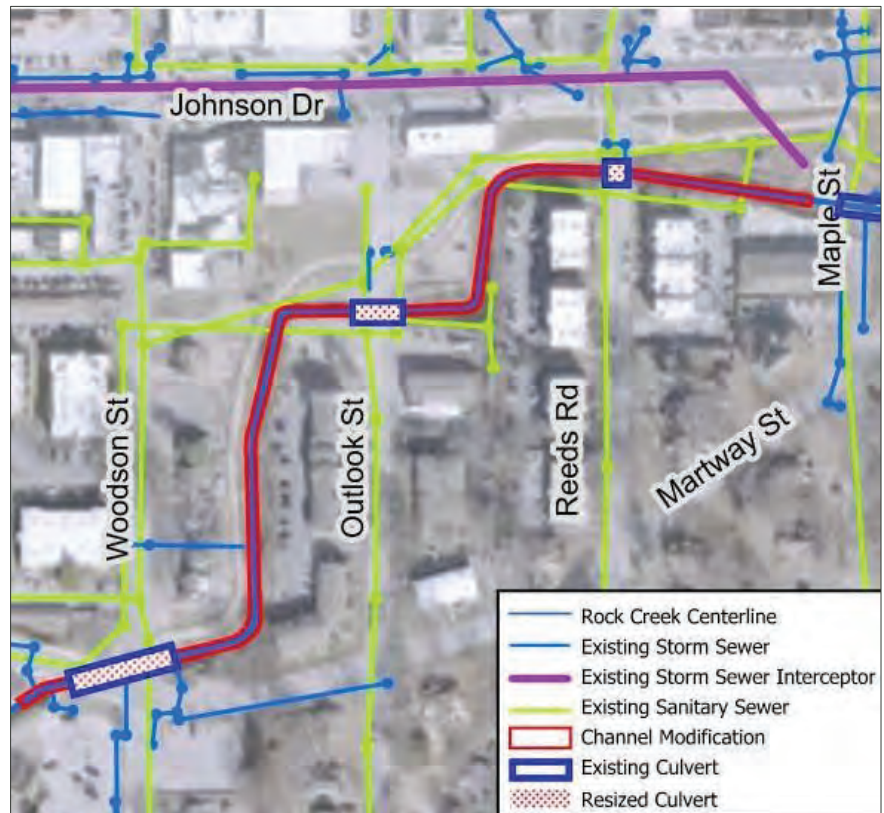 Johnson Dr
Maple St
Woodson St
Outlook St
Reeds Rd
Martway St
Rock Creek Centerline
Existing Storm Sewer
Existing Storm Sewer Interceptor
Existing Sanitary Sewer
Channel Modification
Existing Culvert
Resized Culvert